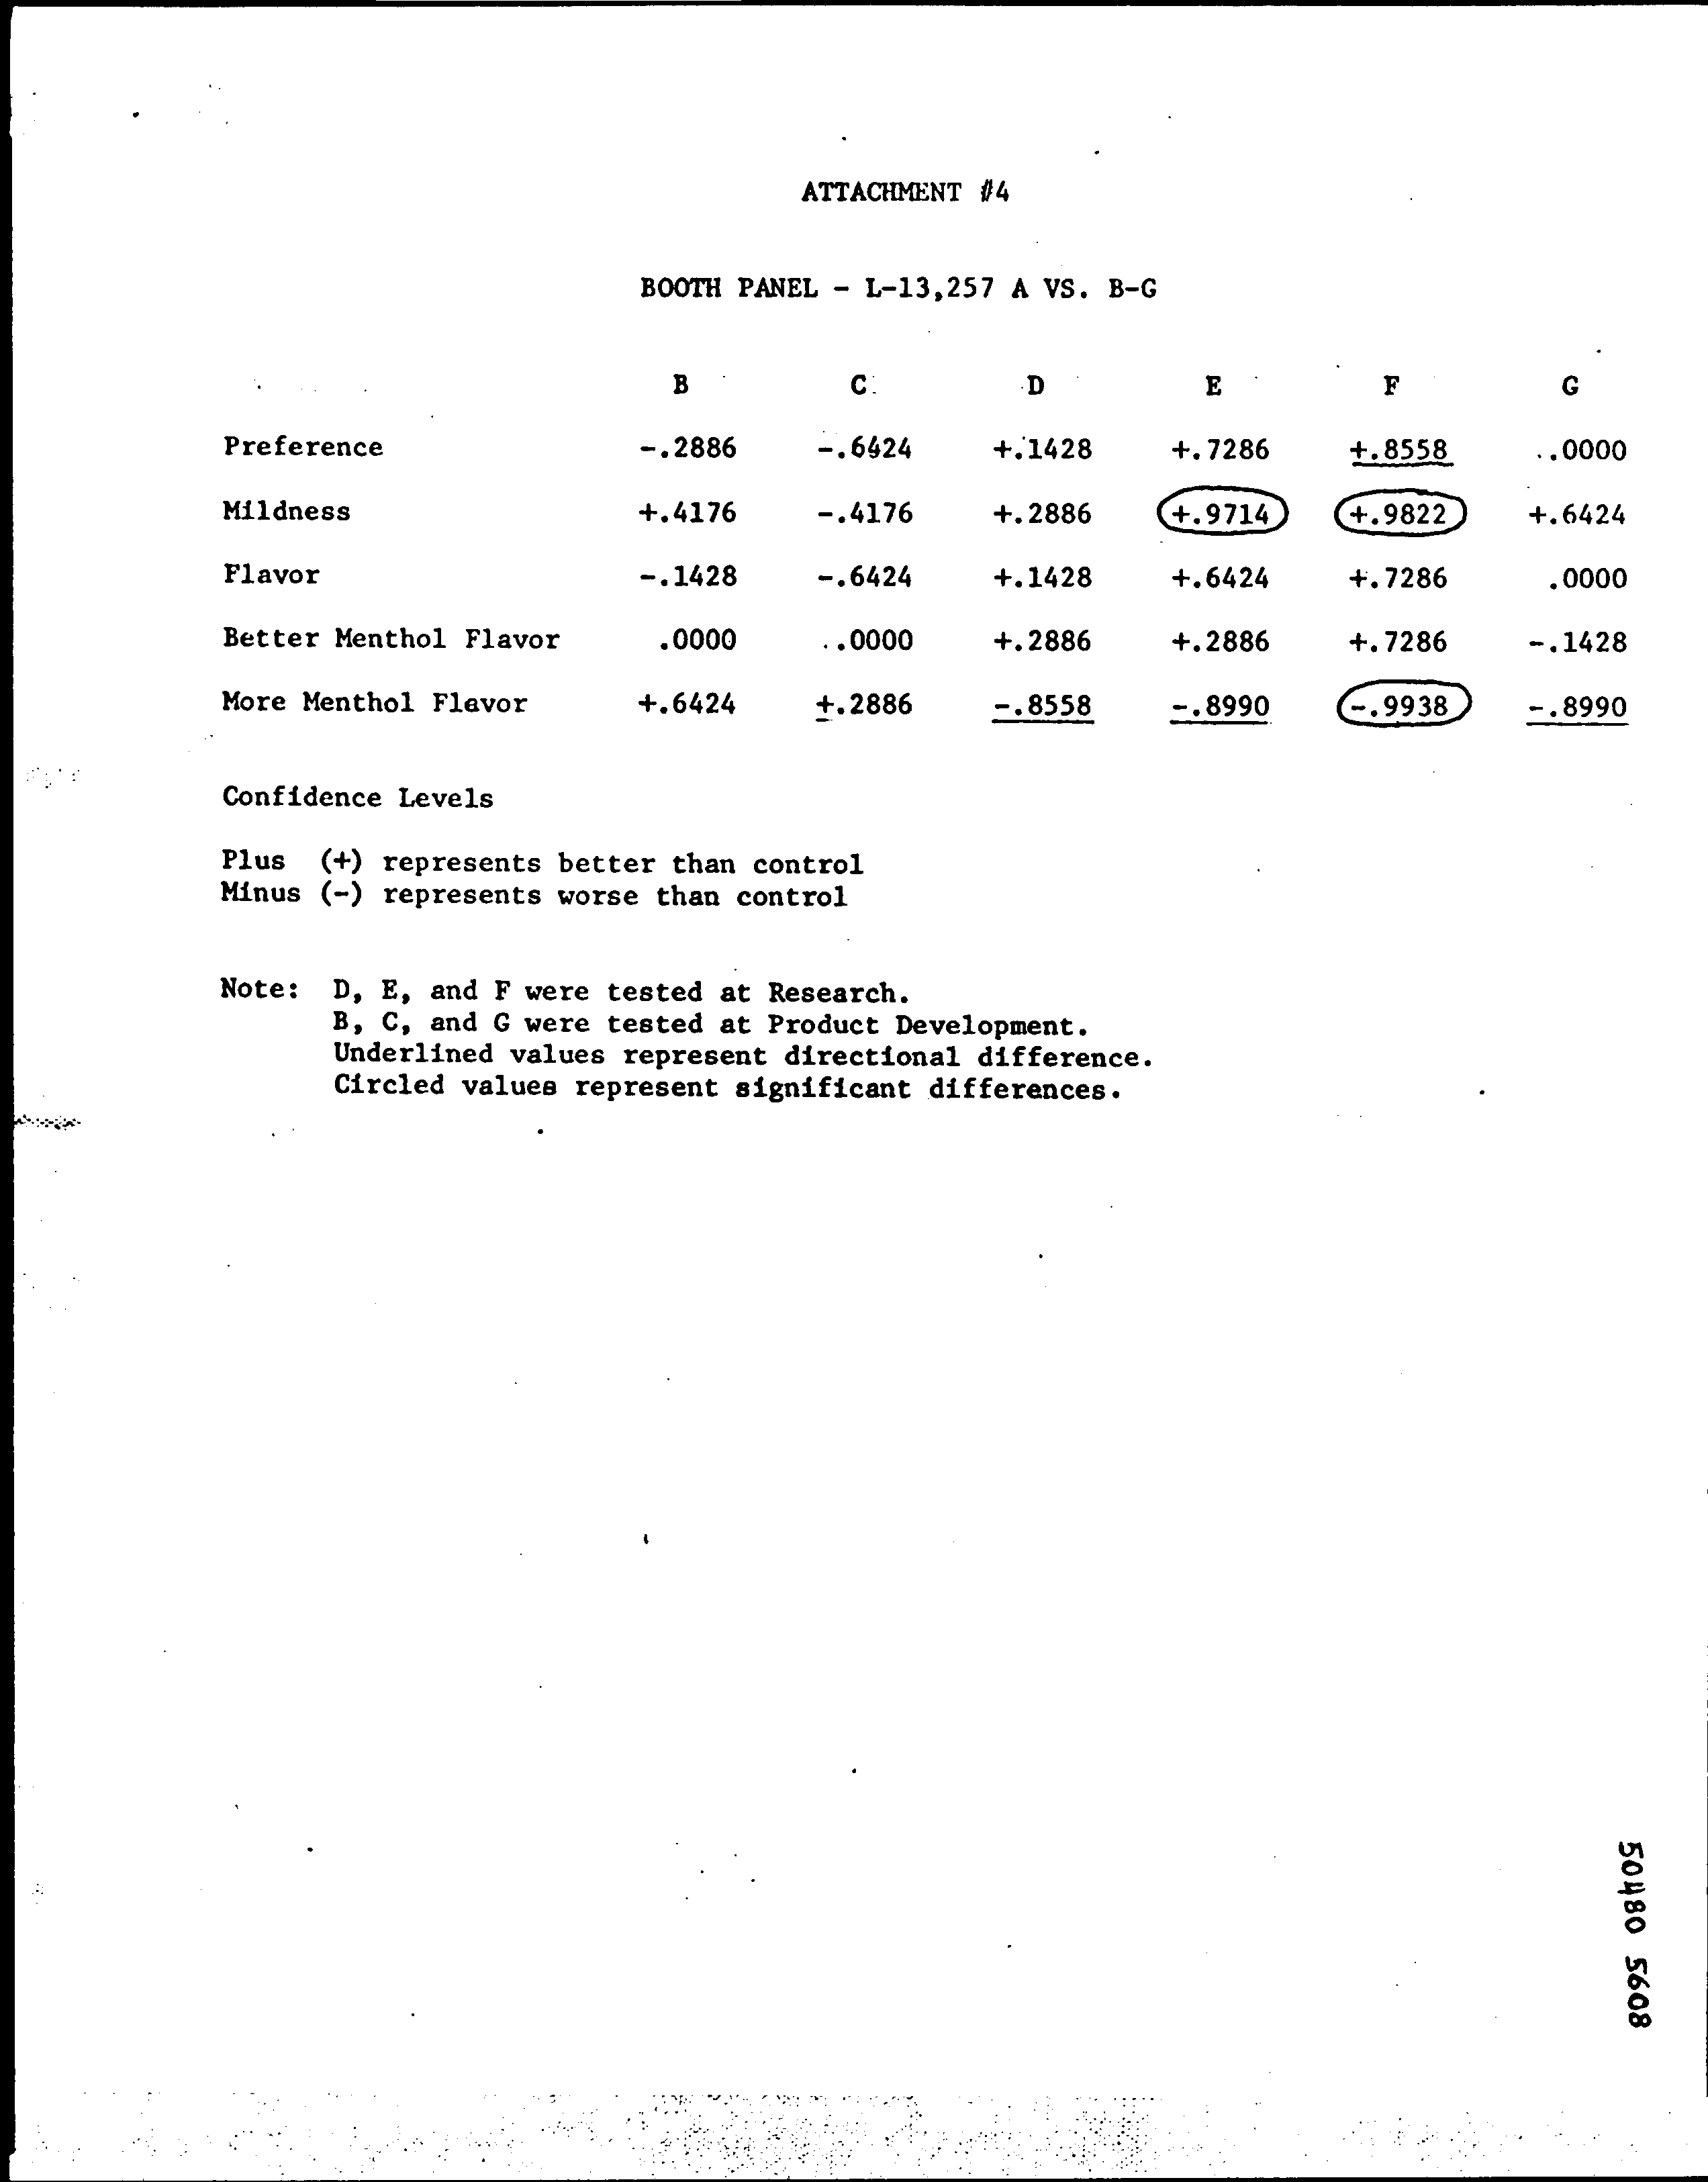 ATTACHMENT #4
BOOTH PANEL - L-13,257 A VS. B-G
B C D E F G
Preference -.2886 -.6424 +.1428 +.7286 +.8558 .0000
Mildness +.4176 -.4176 +.2886 +.9714 +.9822 +.6424
Flavor -.1428 -.6424 +.1428 +.6424 +.7286 .0000
Better Menthol Flavor .0000 .0000 +.2886 +.2886 +.7286 -.1428
More Menthol Flavor +.6424 +.2886 -.8558 -.8990 -.9938 -.8990
Confidence Levels
Plus (+) represents better than control
Minus (-) represents worse than control
Note: D, E, and F were tested at Research.
B, C, and G were tested at Product Development.
Underlined values represent directional difference.
Circled values represent significant differences.
50480 5608